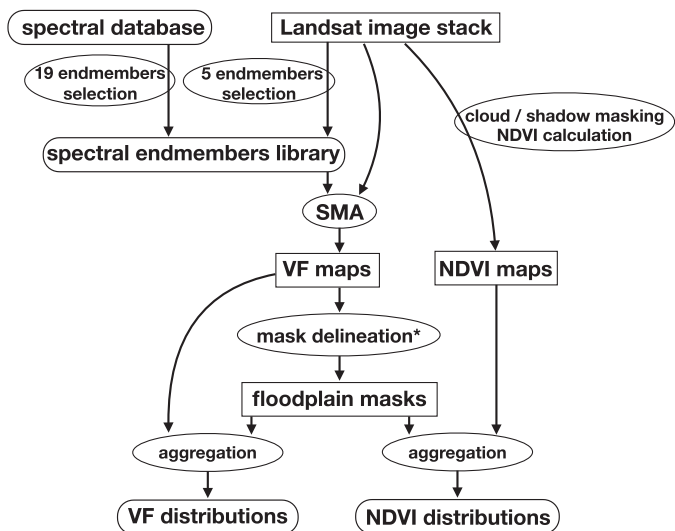 spectral database
Landsat image stack
19 endmembers
selection
5 endmembers
selection
cloud / shadow masking
NDVI calculation
spectral endmembers library
SMA
VF maps
NDVI maps
mask delineation*
floodplain masks
aggregation
aggregation
VF distributions
NDVI distributions